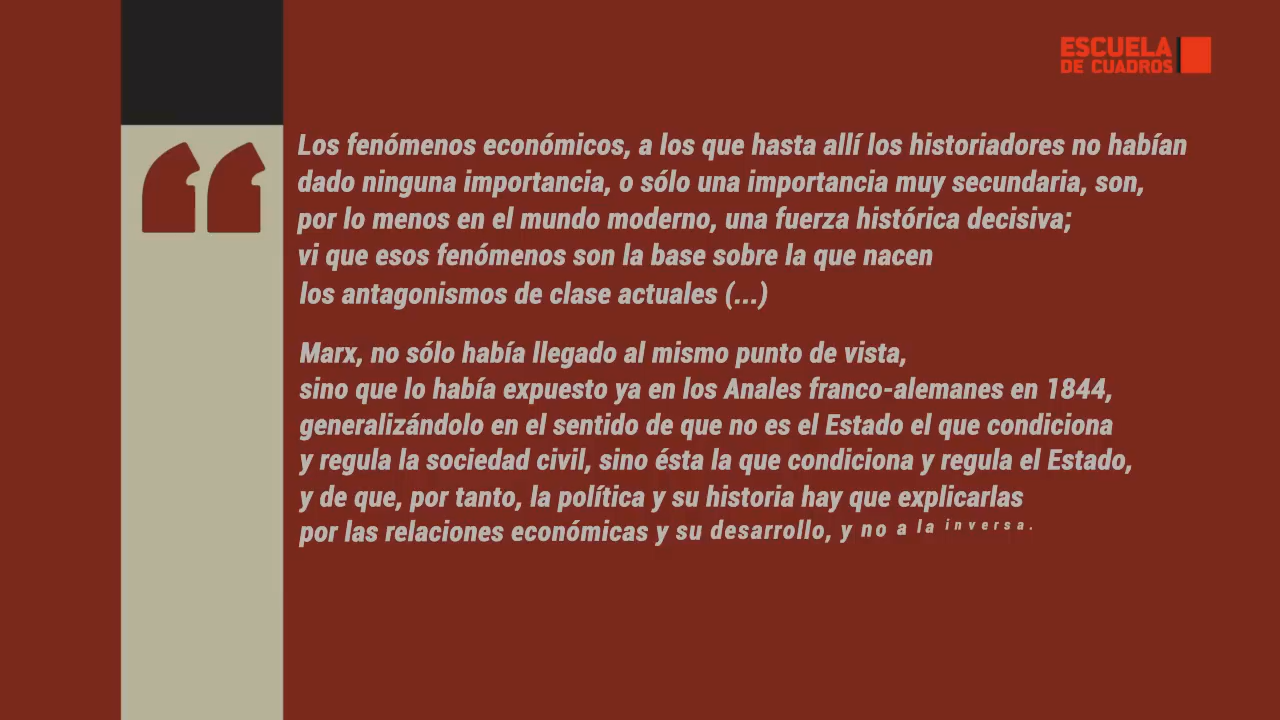 ESCUELA
DE CUADROS
Los fenómenos económicos, a los que hasta allí los historiadores no habían
dado ninguna importancia, o sólo una importancia muy secundaria, son,
por lo menos en el mundo moderno, una fuerza histórica decisiva;
vi que esos fenómenos son la base sobre la que nacen
los antagonismos de clase actuales (...)
Marx, no sólo había llegado al mismo punto de vista,
sino que lo había expuesto ya en los Anales franco-alemanes en 1844,
generalizándolo en el sentido de que no es el Estado el que condiciona
y regula la sociedad civil, sino ésta la que condiciona y regula el Estado,
y de que, por tanto, la política y su historia hay que explicarlas
por las relaciones económicas y su desarrollo, y no a la inversa.